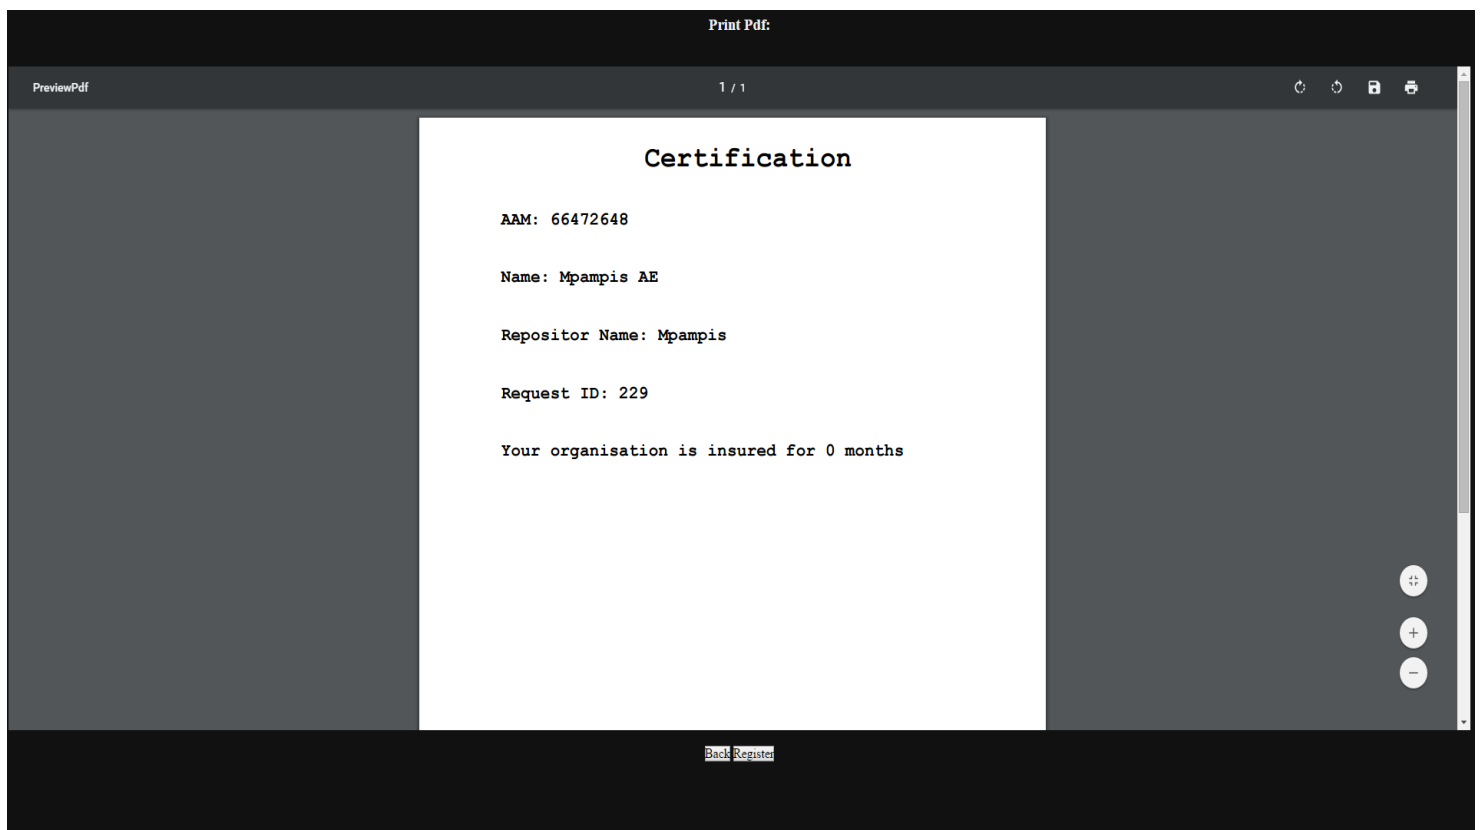 Print Pdf:
PreviewPdf
1 / 1
Certification
AAM: 66472648
Name: Mpampis AE
Repositor Name: Mpampis
Request ID: 229
Your organisation is insured for 0 months
Back Register